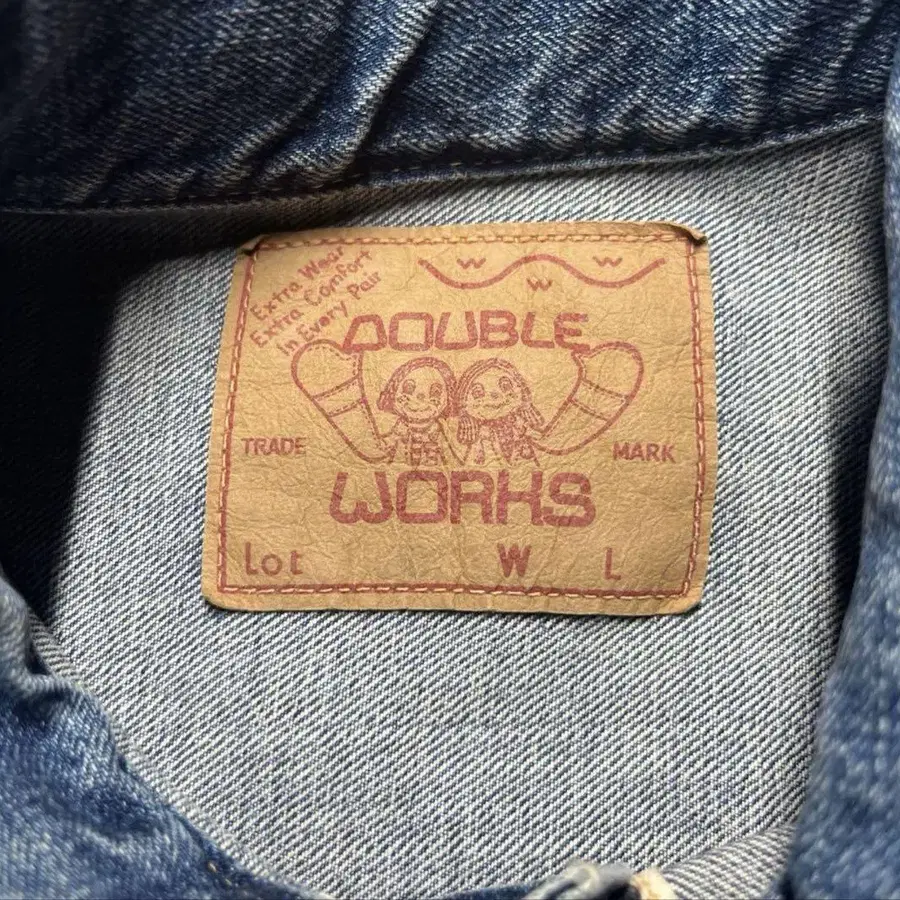 Extra Wear
Extra Comfort
In Every Pair
W W W
DOUBLE
TRADE MARK
WORKS
Lot W L